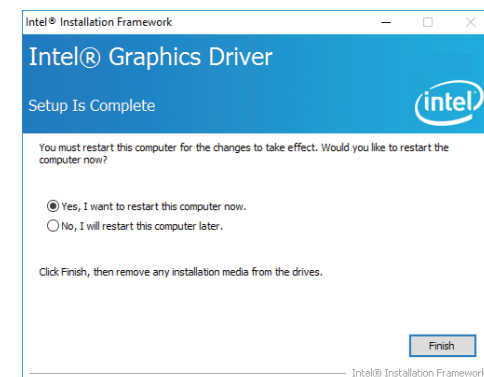 Intel® Installation Framework
Intel® Graphics Driver
Setup Is Complete
intel
You must restart this computer for the changes to take effect. Would you like to restart the
computer now?
Yes, I want to restart this computer now.
No, I will restart this computer later.
Click Finish, then remove any installation media from the drives.
Finish
Intel® Installation Framework